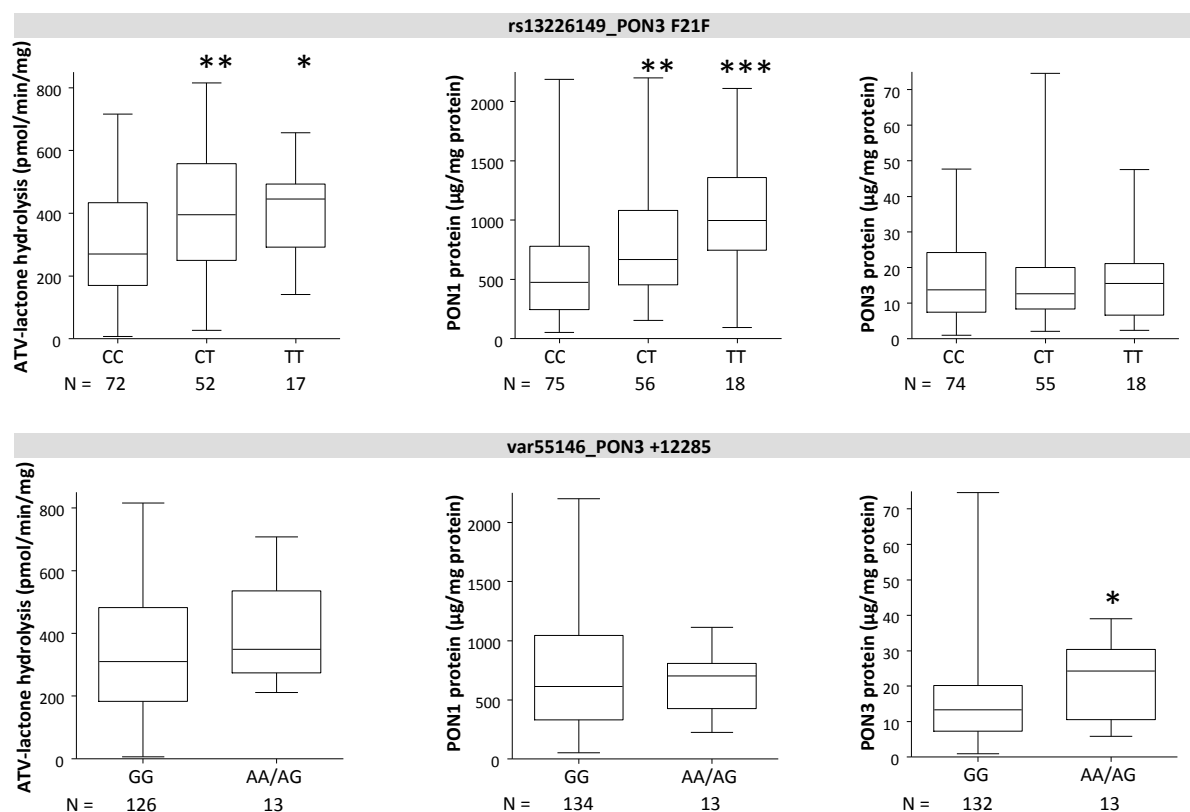 rs13226149_PON3 F21F
ATV-lactone hydrolysis (pmol/min/mg)
800
600
400
200
0
** *
CC CT TT
N = 72 52 17
PON1 protein (µg/mg protein)
2000
1500
1000
500
0
** ***
CC CT TT
75 56 18
PON3 protein (µg/mg protein)
70
60
50
40
30
20
10
0
CC CT TT
N = 74 55 18
var55146_PON3 +12285
ATV-lactone hydrolysis (pmol/min/mg)
800
600
400
200
0
GG AA/AG
N = 126 13
PON1 protein (µg/mg protein)
2000
1500
1000
500
0
GG AA/AG
N = 134 13
PON3 protein (µg/mg protein)
70
60
50
40
30
20
10
0
*
GG AA/AG
N = 132 13